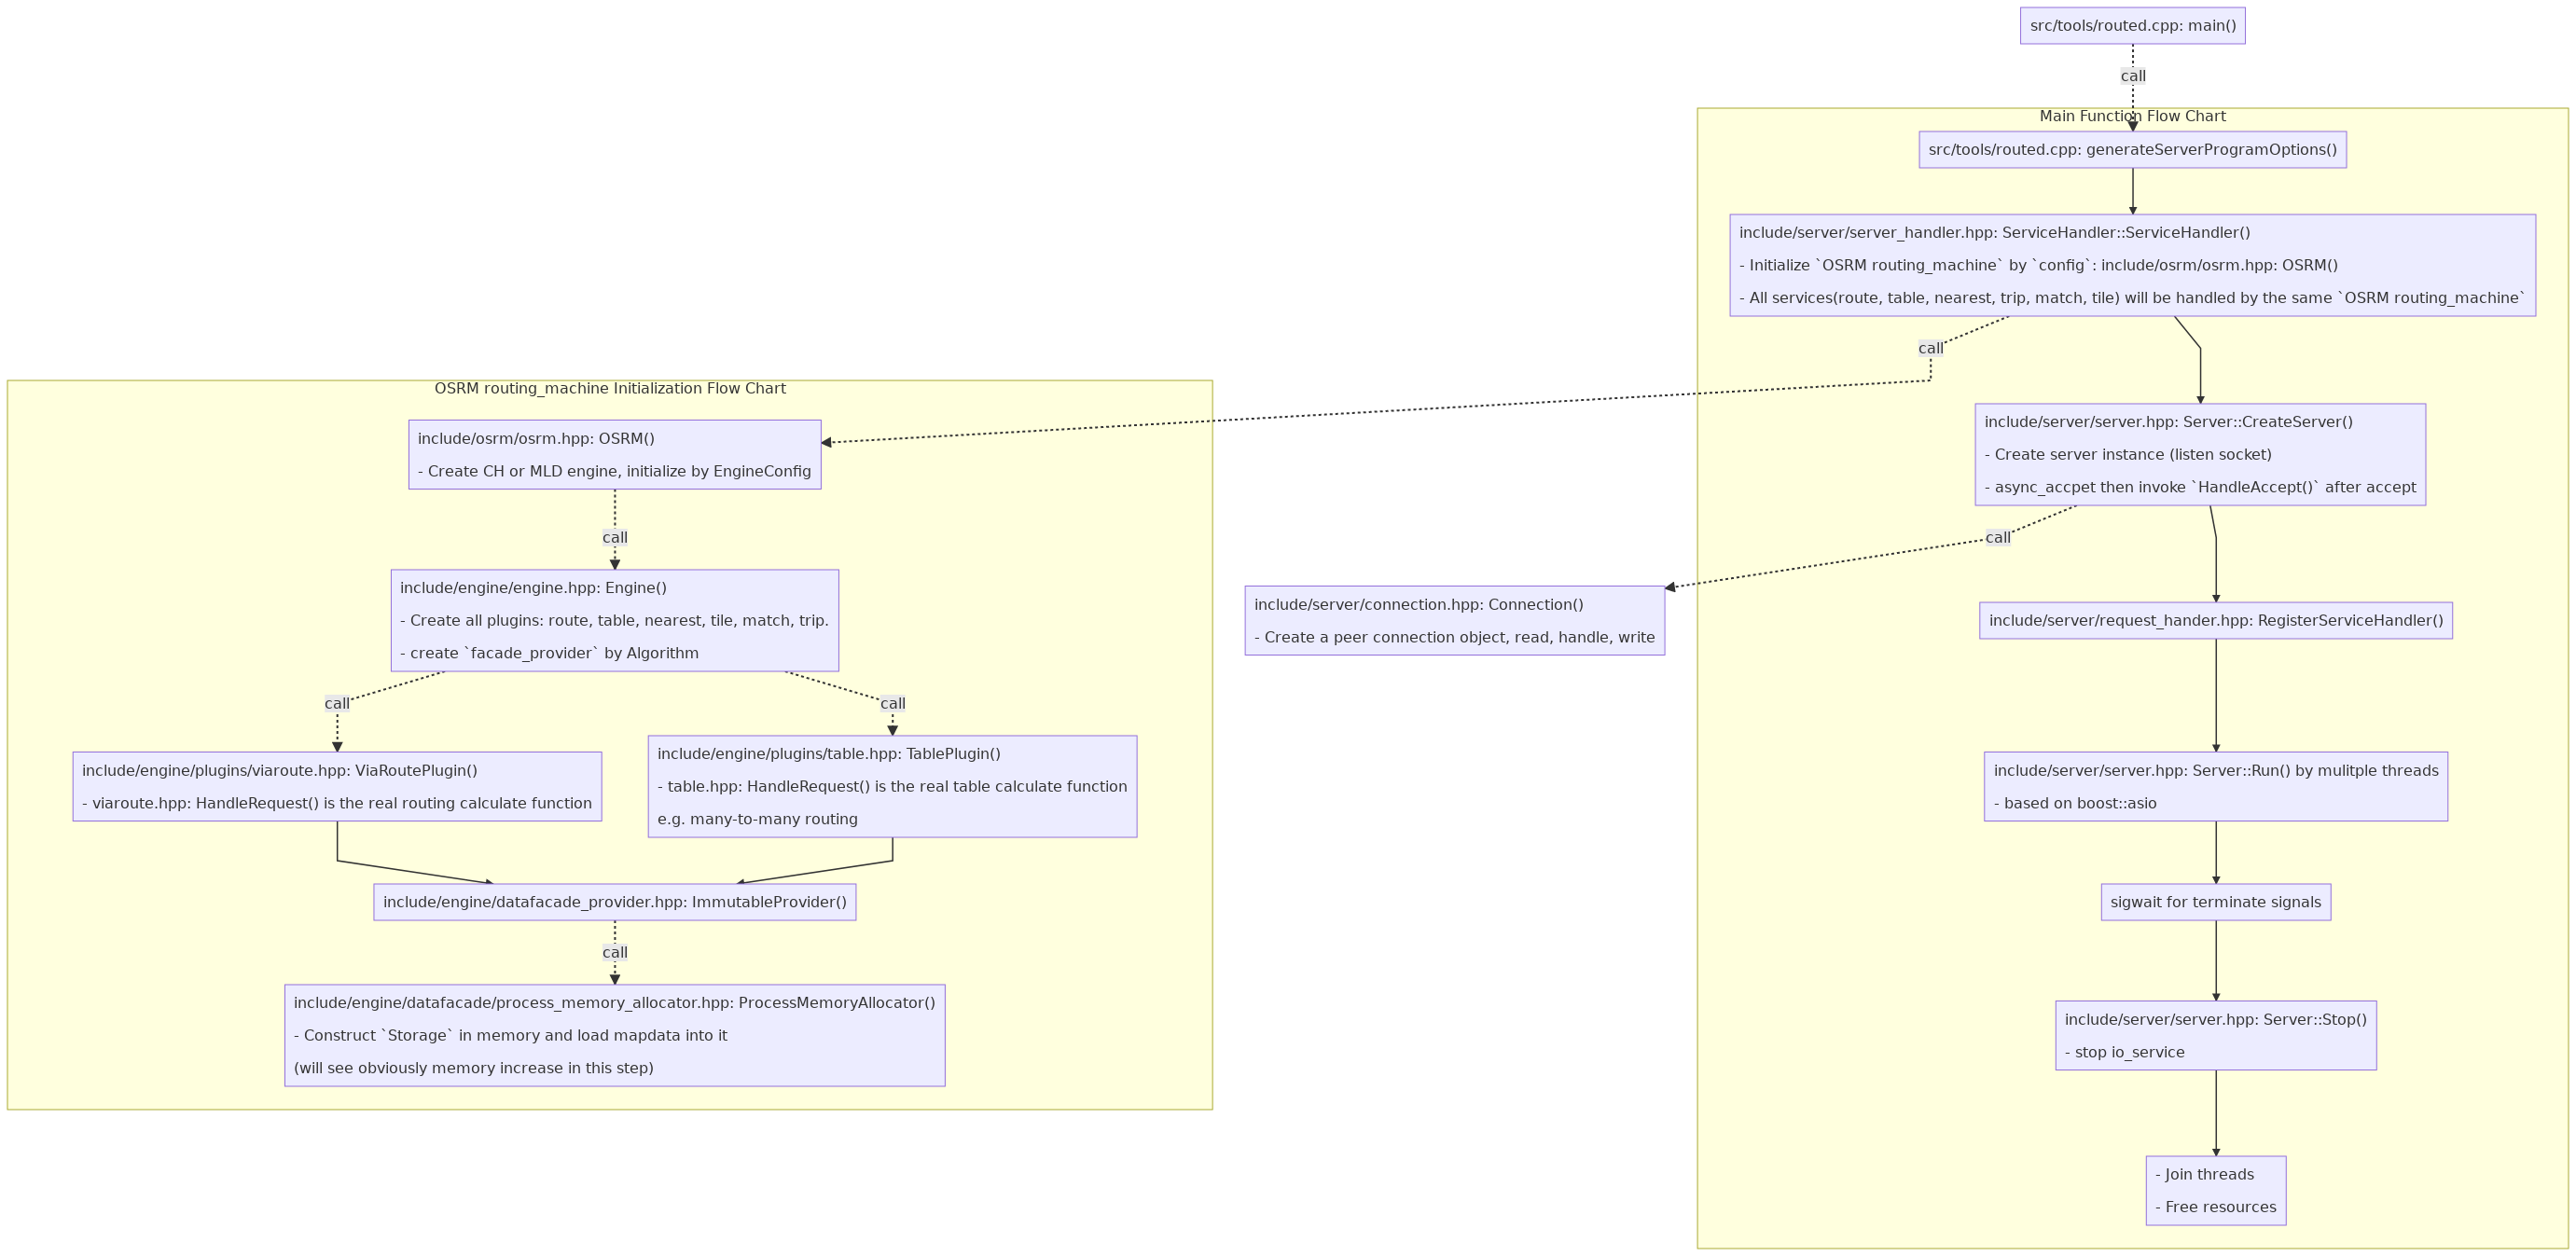 src/tools/routed.cpp: main()
call
Main Function Flow Chart
src/tools/routed.cpp: generateServerProgramOptions()
include/server/server_handler.hpp: ServiceHandler::ServiceHandler()
- Initialize `OSRM routing_machine` by `config`: include/osrm/osrm.hpp: OSRM()
- All services(route, table, nearest, trip, match, tile) will be handled by the same `OSRM routing_machine`
call
include/server/server.hpp: Server::CreateServer()
- Create server instance (listen socket)
- async_accpet then invoke `HandleAccept()` after accept
call
include/server/connection.hpp: Connection()
- Create a peer connection object, read, handle, write
include/server/request_hander.hpp: RegisterServiceHandler()
include/server/server.hpp: Server::Run() by mulitple threads
- based on boost::asio
sigwait for terminate signals
include/server/server.hpp: Server::Stop()
- stop io_service
- Join threads
- Free resources
OSRM routing_machine Initialization Flow Chart
include/osrm/osrm.hpp: OSRM()
- Create CH or MLD engine, initialize by EngineConfig
call
include/engine/engine.hpp: Engine()
- Create all plugins: route, table, nearest, tile, match, trip.
- create `facade_provider` by Algorithm
call
call
include/engine/plugins/viaroute.hpp: ViaRoutePlugin()
- viaroute.hpp: HandleRequest() is the real routing calculate function
include/engine/plugins/table.hpp: TablePlugin()
- table.hpp: HandleRequest() is the real table calculate function
e.g. many-to-many routing
include/engine/datafacade_provider.hpp: ImmutableProvider()
call
include/engine/datafacade/process_memory_allocator.hpp: ProcessMemoryAllocator()
- Construct `Storage` in memory and load mapdata into it
(will see obviously memory increase in this step)